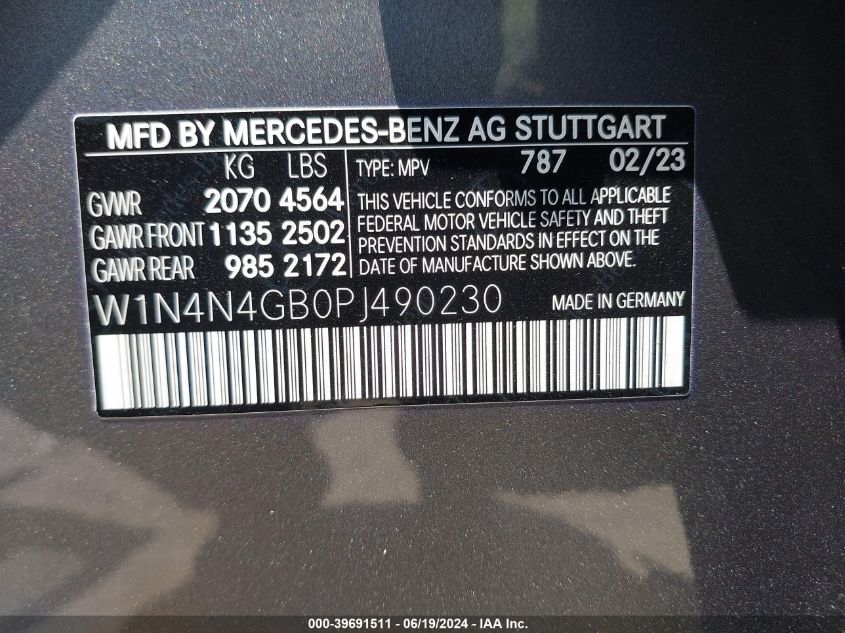 MFD BY MERCEDES-BENZ AG STUTTGART
KG LBS
GVWR 2070 4564
GAWR FRONT 1135 2502
GAWR REAR 985 2172
TYPE: MPV 787 02/23
THIS VEHICLE CONFORMS TO ALL APPLICABLE
FEDERAL MOTOR VEHICLE SAFETY AND THEFT
PREVENTION STANDARDS IN EFFECT ON THE
DATE OF MANUFACTURE SHOWN ABOVE.
W1N4N4GB0PJ490230 MADE IN GERMANY
000-39691511 - 06/19/2024 - IAA Inc.